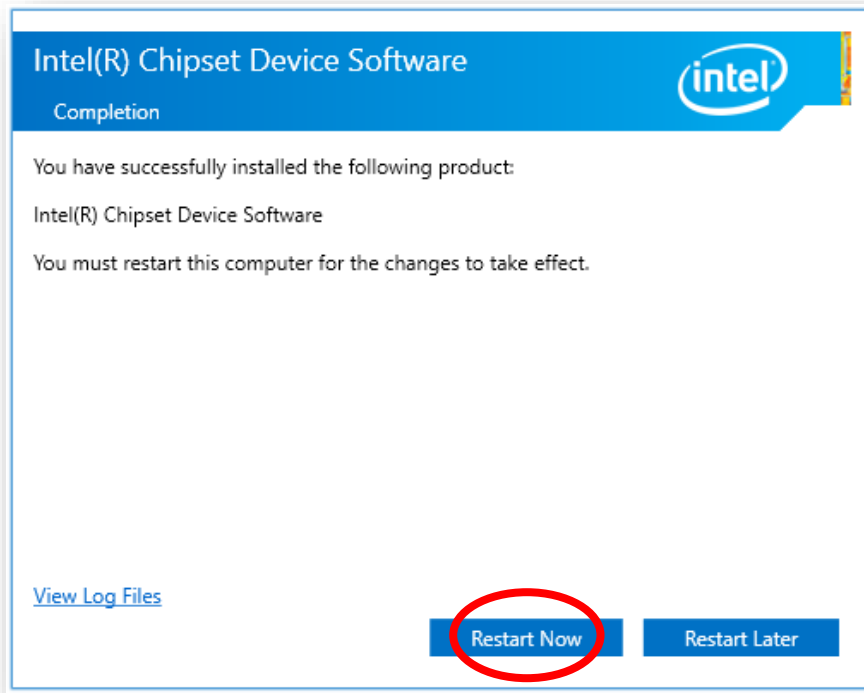 Intel(R) Chipset Device Software
intel
Completion
You have successfully installed the following product:
Intel(R) Chipset Device Software
You must restart this computer for the changes to take effect.
View Log Files
Restart Now
Restart Later